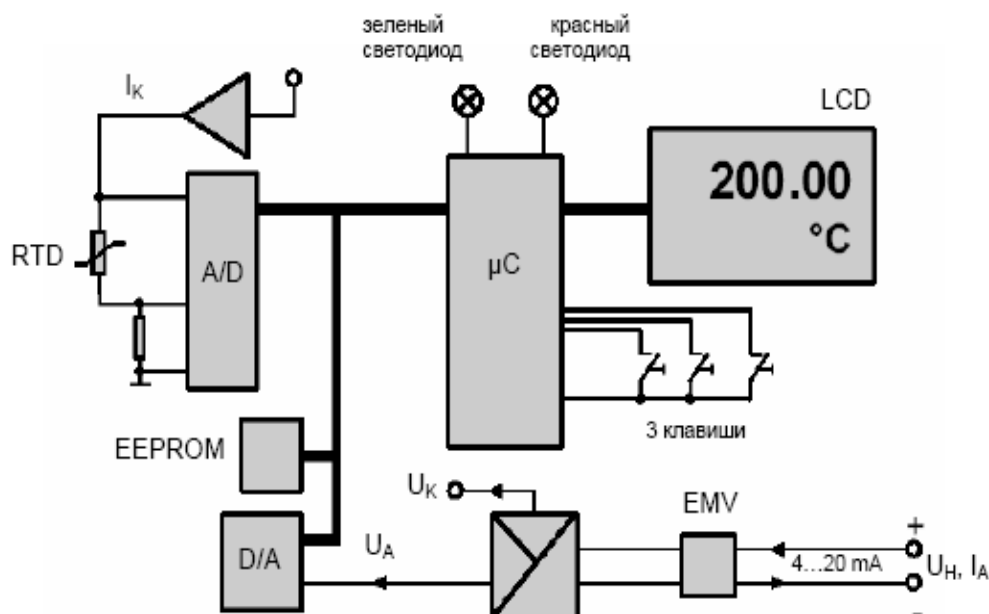 зеленый
светодиод
красный
светодиод
I_K
LCD
200.00
°C
RTD
A/D
µC
EEPROM
3 клавиши
U_K
EMV
D/A
U_A
+
4...20 mA
U_H, I_A
-